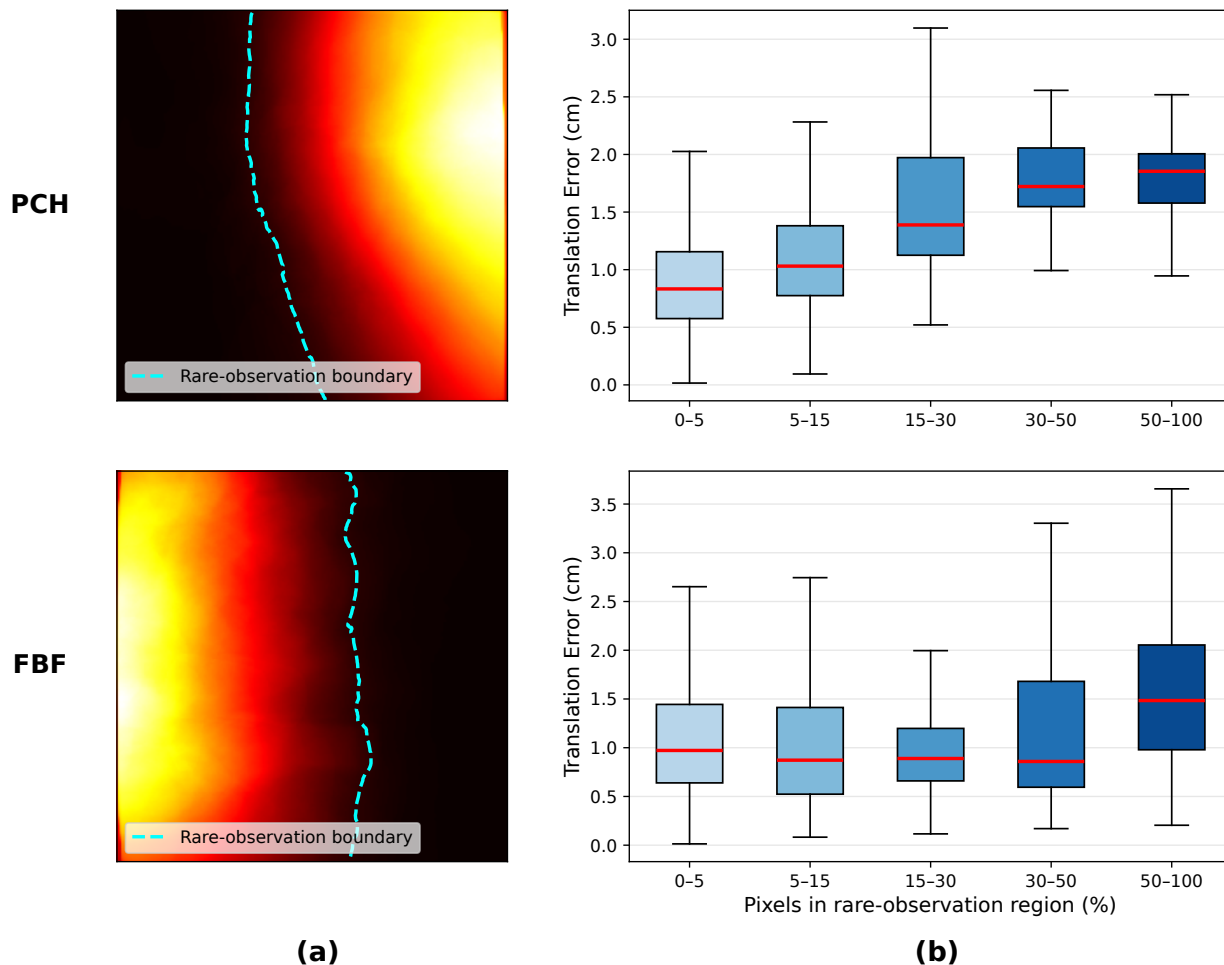 PCH
Rare-observation boundary
Translation Error (cm)
3.0
2.5
2.0
1.5
1.0
0.5
0.0
0–5
5–15
15–30
30–50
50–100
FBF
Rare-observation boundary
Translation Error (cm)
3.5
3.0
2.5
2.0
1.5
1.0
0.5
0.0
0–5
5–15
15–30
30–50
50–100
Pixels in rare-observation region (%)
(a)
(b)